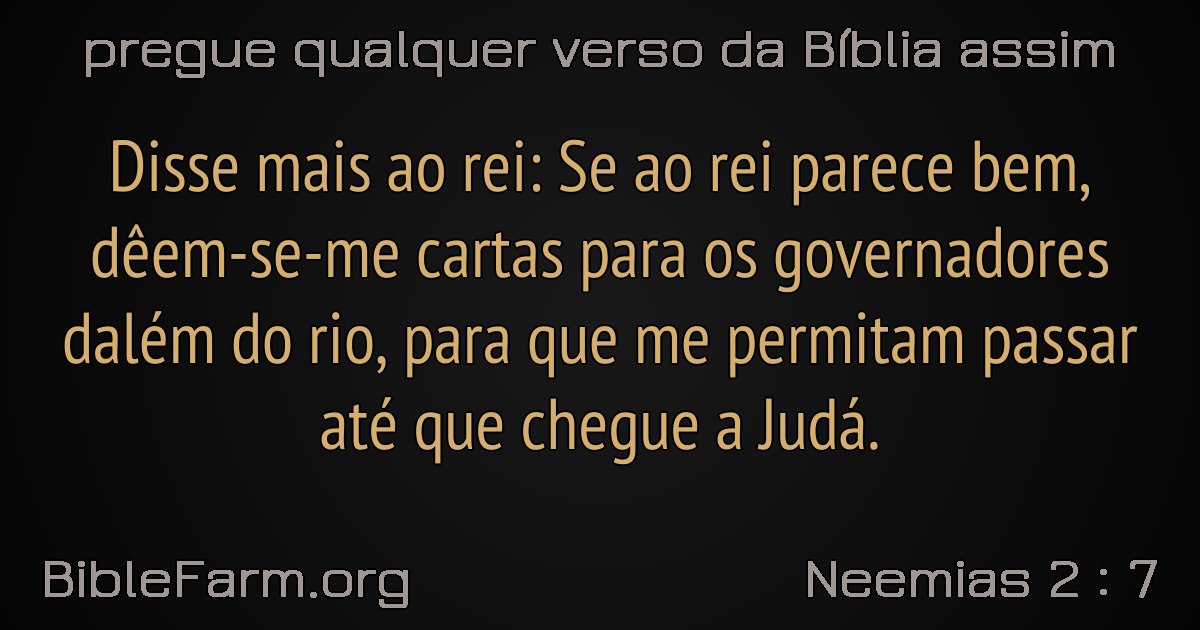 pregue qualquer verso da Bíblia assim
Disse mais ao rei: Se ao rei parece bem,
dêem-se-me cartas para os governadores
dalém do rio, para que me permitam passar
até que chegue a Judá.
BibleFarm.org
Neemias 2 : 7